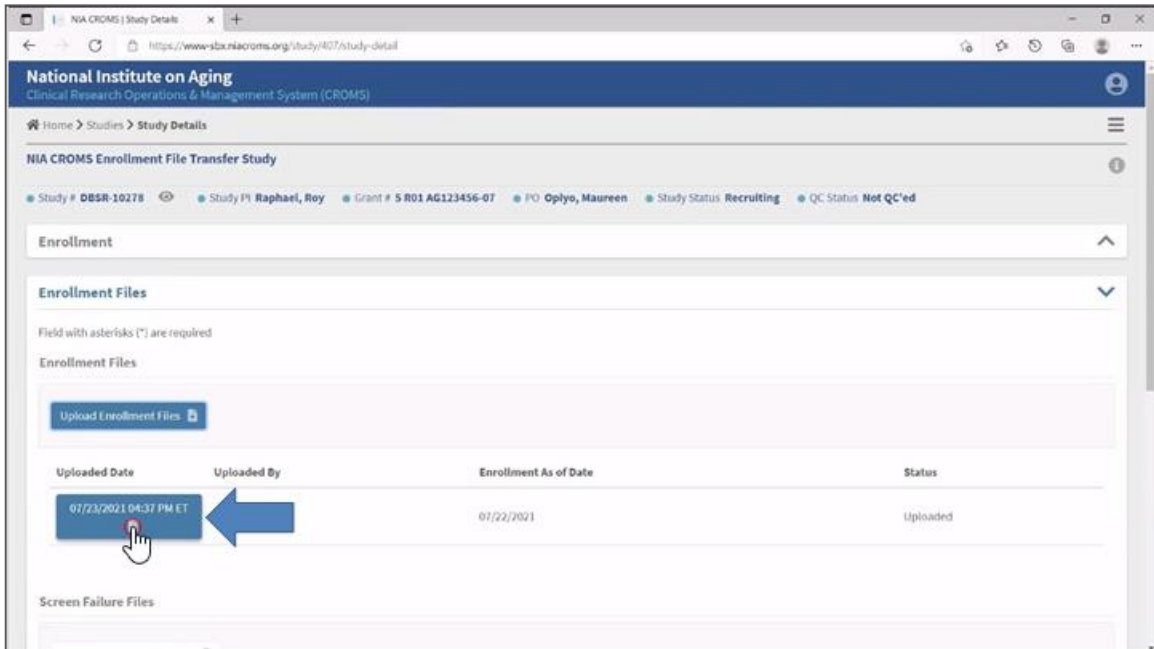 NIA CROMS | Study Details
https://www-sbx.niacroms.org/study/407/study-detail
National Institute on Aging
Clinical Research Operations & Management System (CROMS)
Home > Studies > Study Details
NIA CROMS Enrollment File Transfer Study
Study # DBSR-10278 Study PI Raphael, Roy Grant # 5 R01 AG123456-07 PO Opiyo, Maureen Study Status Recruiting QC Status Not QC'ed
Enrollment
Enrollment Files
Field with asterisks (*) are required
Enrollment Files
Upload Enrollment Files
Uploaded Date Uploaded By Enrollment As of Date Status
07/23/2021 04:37 PM ET 07/22/2021 Uploaded
Screen Failure Files